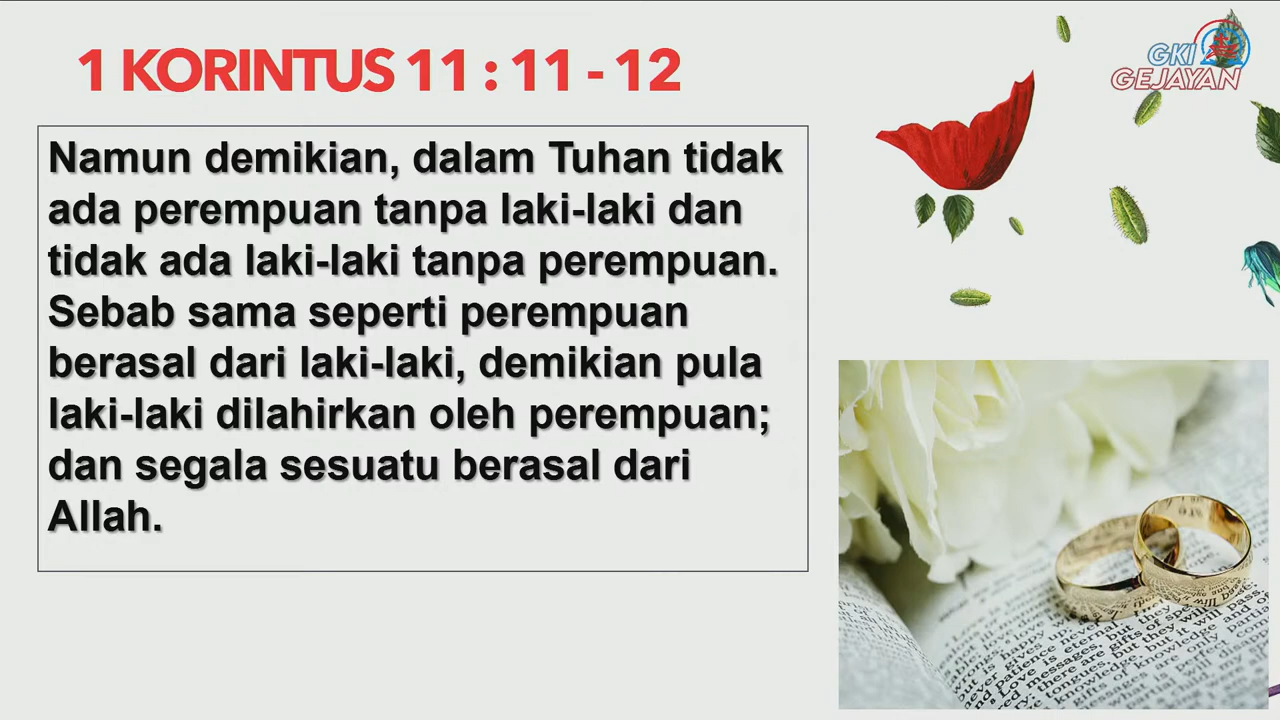 1 KORINTUS 11 : 11 - 12
GKI
GEJAYAN
Namun demikian, dalam Tuhan tidak
ada perempuan tanpa laki-laki dan
tidak ada laki-laki tanpa perempuan.
Sebab sama seperti perempuan
berasal dari laki-laki, demikian pula
laki-laki dilahirkan oleh perempuan;
dan segala sesuatu berasal dari
Allah.